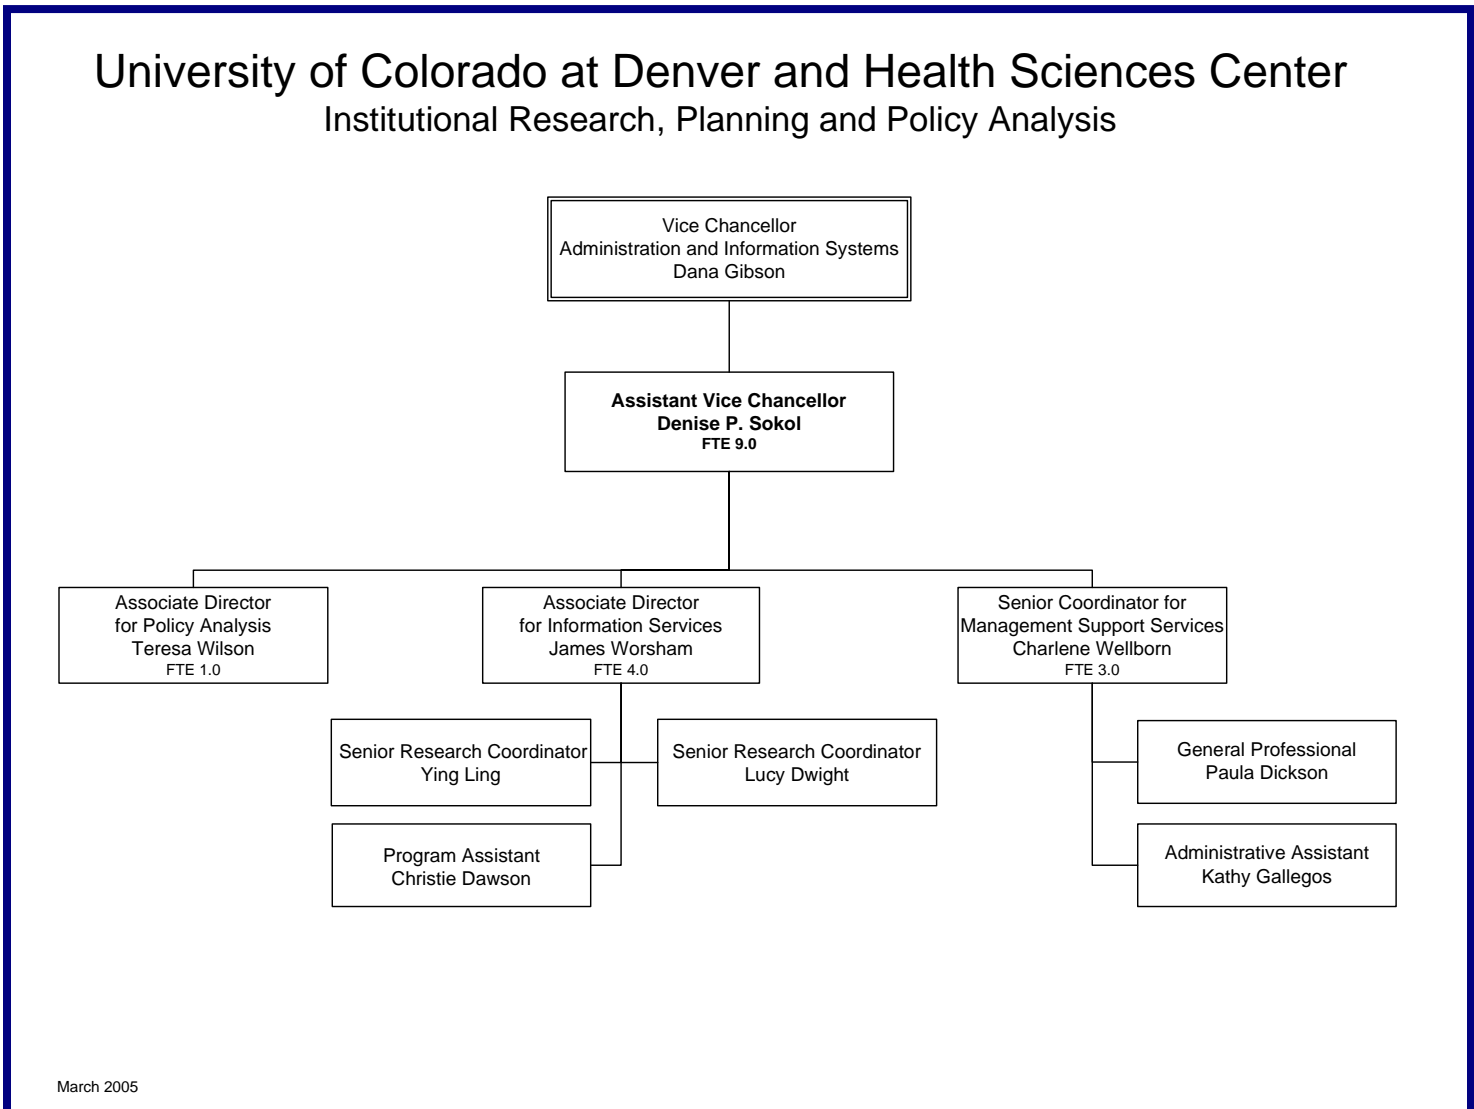 University of Colorado at Denver and Health Sciences Center
Institutional Research, Planning and Policy Analysis
Vice Chancellor
Administration and Information Systems
Dana Gibson
Assistant Vice Chancellor
Denise P. Sokol
FTE 9.0
Associate Director
for Policy Analysis
Teresa Wilson
FTE 1.0
Associate Director
for Information Services
James Worsham
FTE 4.0
Senior Coordinator for
Management Support Services
Charlene Wellborn
FTE 3.0
Senior Research Coordinator
Ying Ling
Senior Research Coordinator
Lucy Dwight
General Professional
Paula Dickson
Program Assistant
Christie Dawson
Administrative Assistant
Kathy Gallegos
March 2005